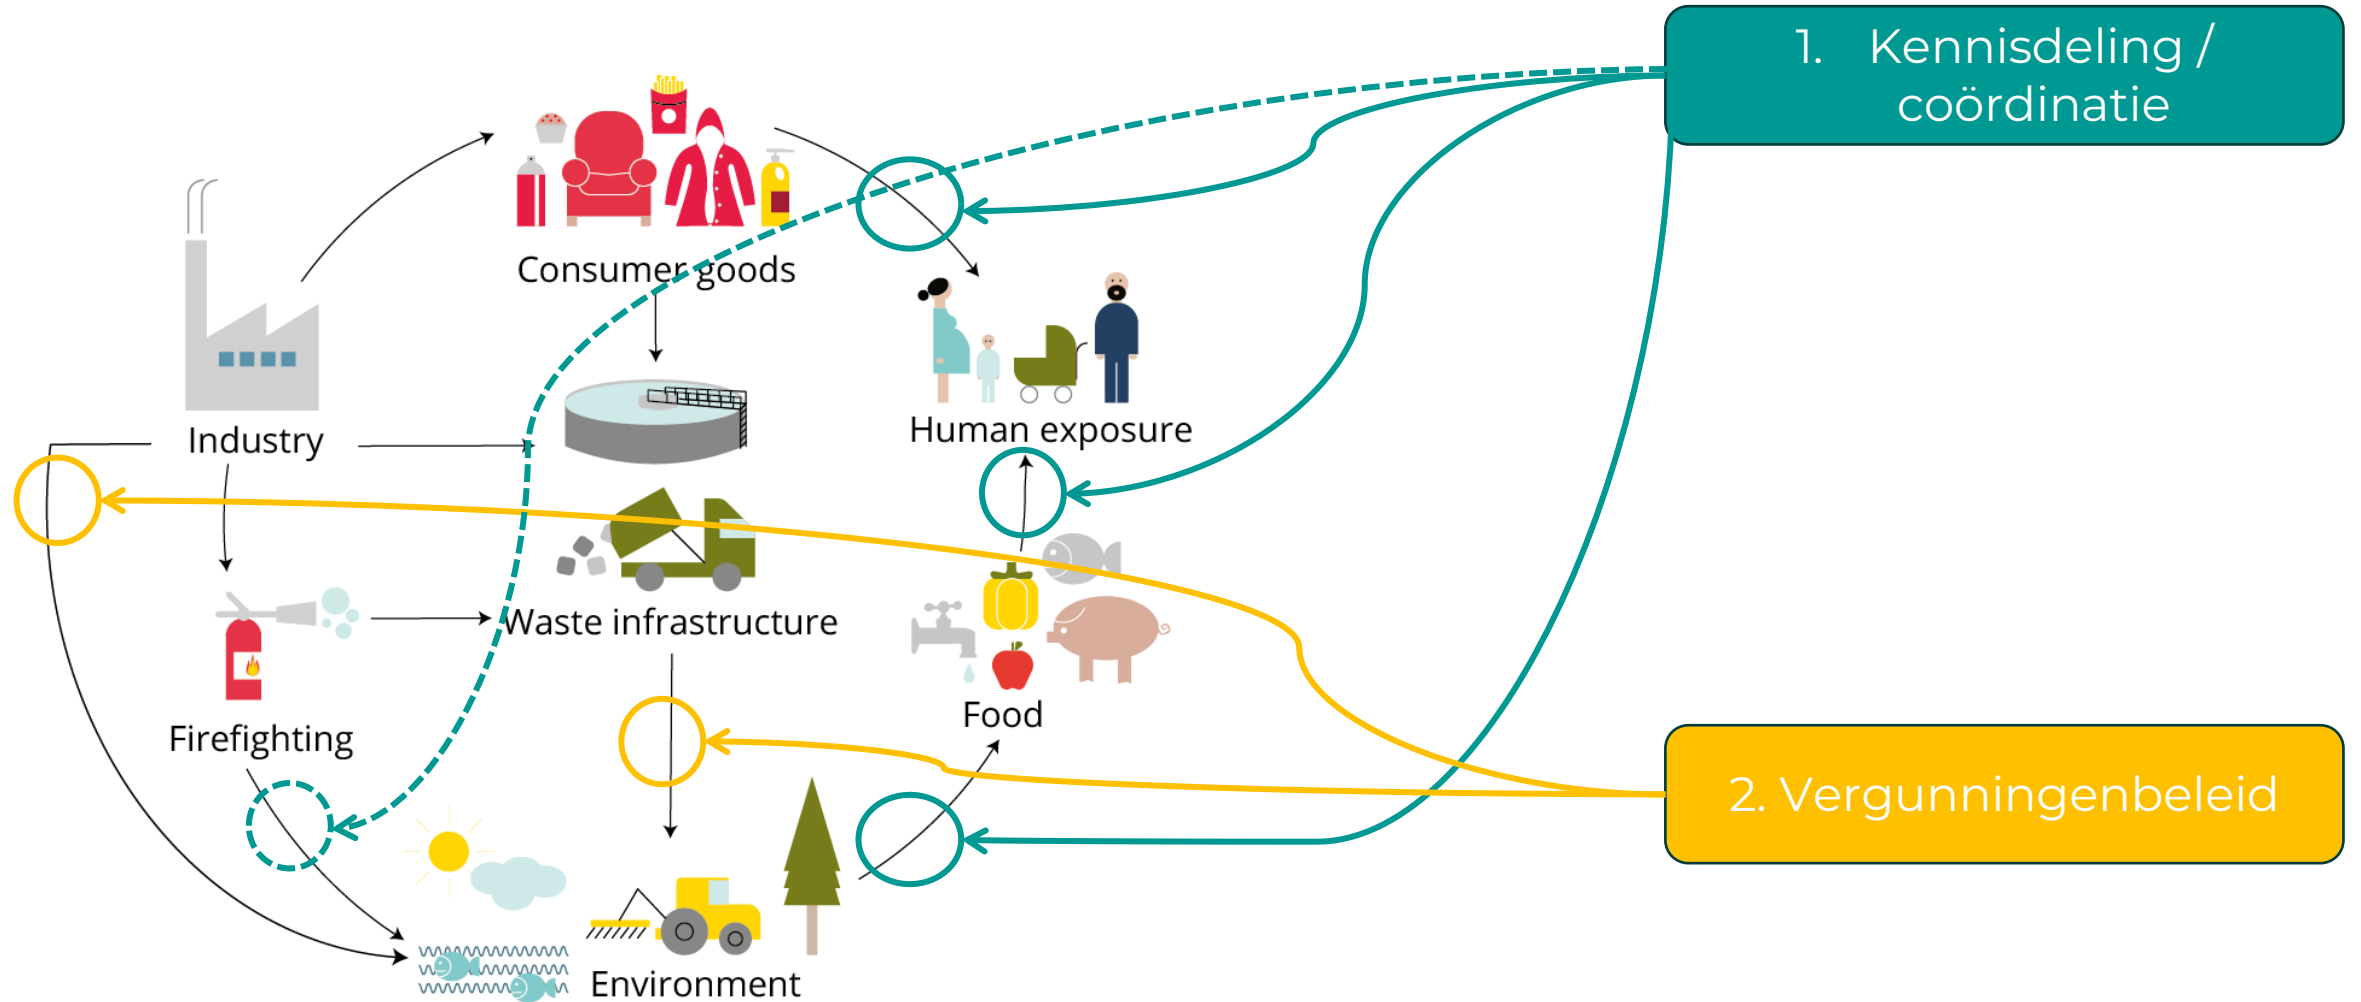 1. Kennisdeling /
coördinatie
Consumer goods
Human exposure
Industry
Waste infrastructure
Food
Firefighting
2. Vergunningenbeleid
Environment